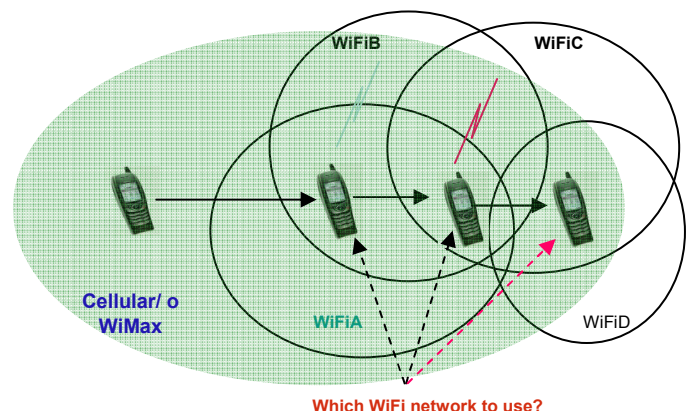 WiFiB
WiFiC
Cellular/ o
WiMax
WiFiA
WiFiD
Which WiFi network to use?